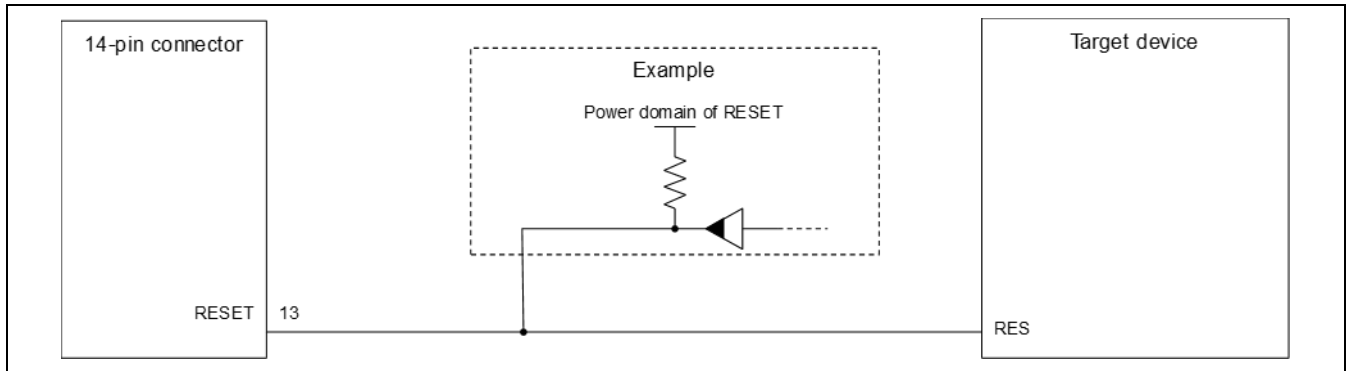 14-pin connector
Target device
Example
Power domain of RESET
RESET 13
RES